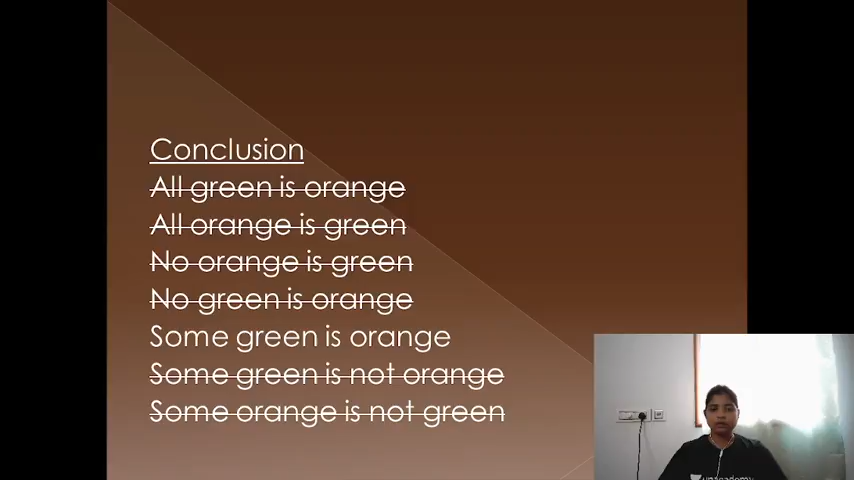 Conclusion
All green is orange
All orange is green
No orange is green
No green is orange
Some green is orange
Some green is not orange
Some orange is not green
unacademy